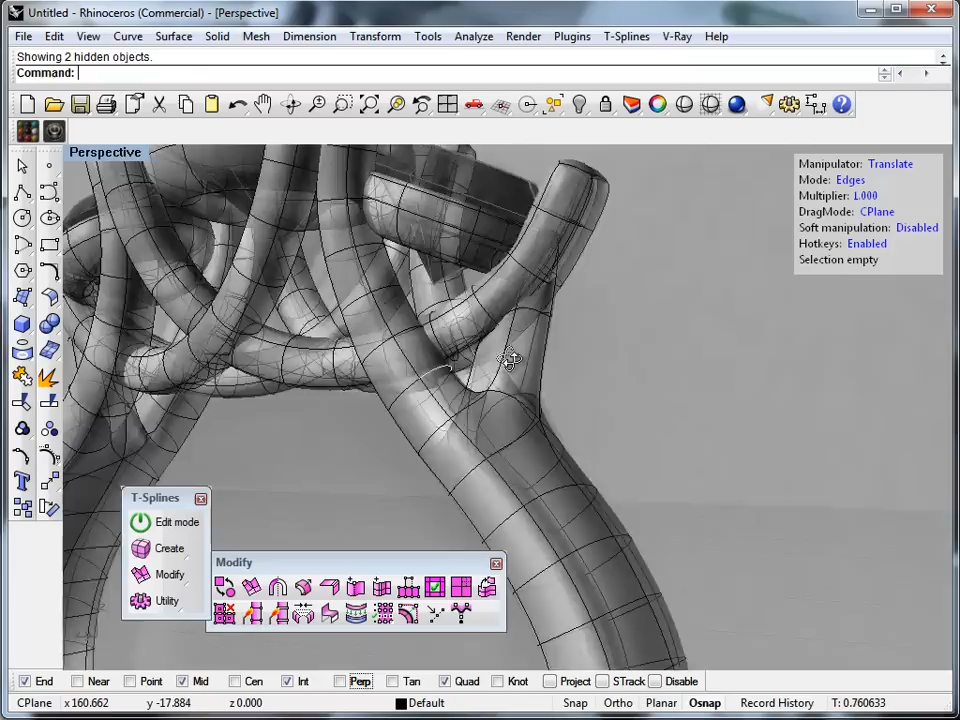 Untitled - Rhinoceros (Commercial) - [Perspective]
File Edit View Curve Surface Solid Mesh Dimension Transform Tools Analyze Render Plugins T-Splines V-Ray Help
Showing 2 hidden objects.
Command:
Perspective
Manipulator: Translate
Mode: Edges
Multiplier: 1.000
DragMode: CPlane
Soft manipulation: Disabled
Hotkeys: Enabled
Selection empty
T-Splines
Edit mode
Create
Modify
Utility
Modify
End Near Point Mid Cen Int Perp Tan Quad Knot Project STrack Disable
CPlane x 160.662 y -17.884 z 0.000 Default Snap Ortho Planar Osnap Record History T: 0.760633